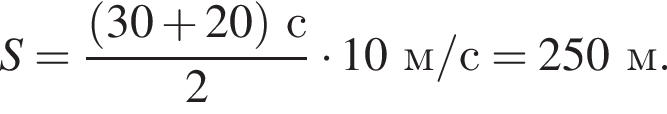 S = (30 + 20) с / 2 · 10 м/с = 250 м.